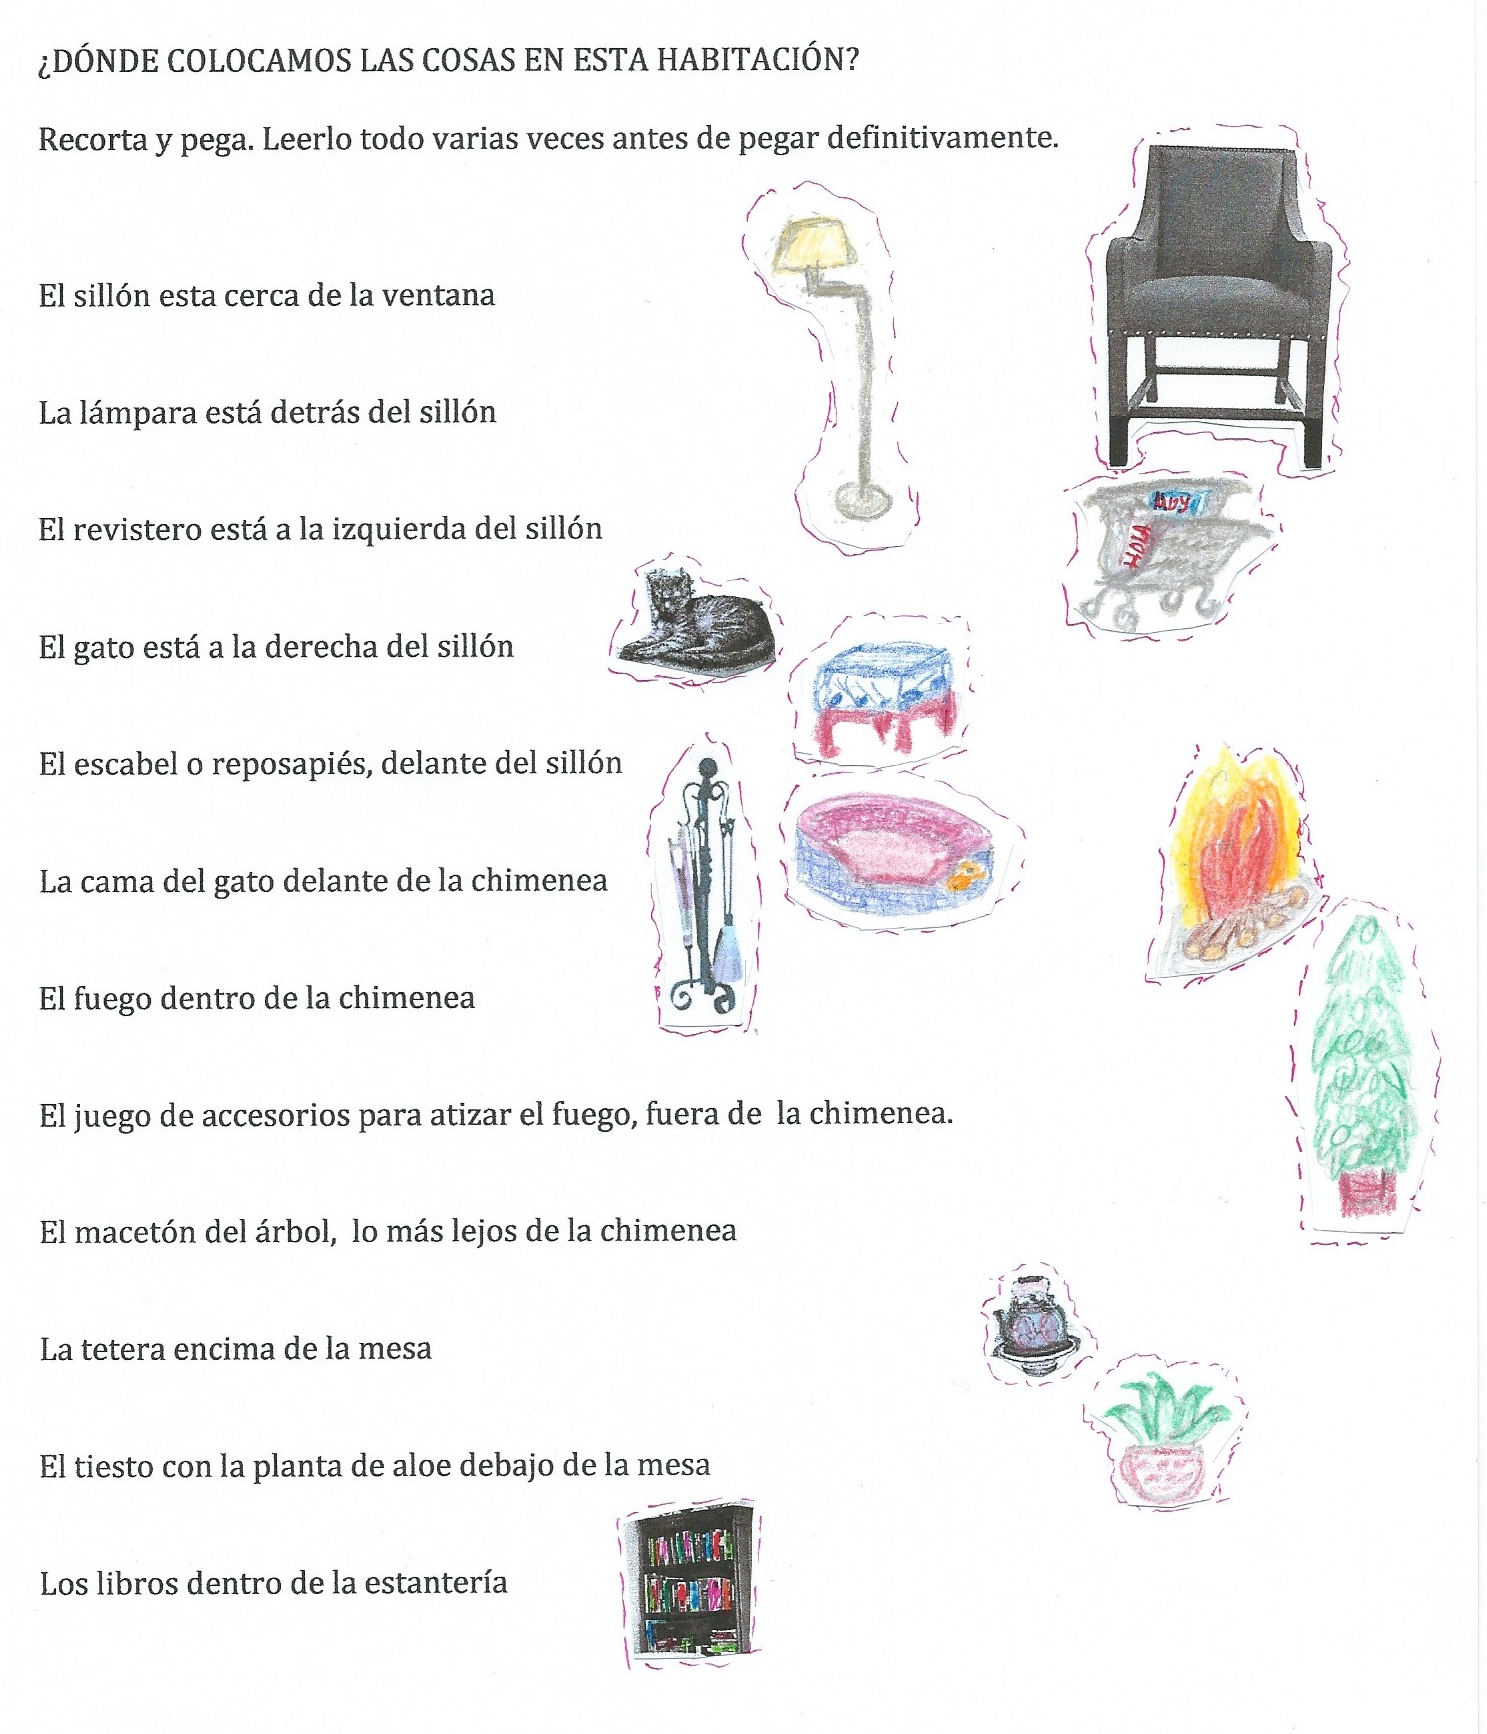 ¿DÓNDE COLOCAMOS LAS COSAS EN ESTA HABITACIÓN?
Recorta y pega. Leerlo todo varias veces antes de pegar definitivamente.
El sillón esta cerca de la ventana
La lámpara está detrás del sillón
El revistero está a la izquierda del sillón
MUY
HOLA
El gato está a la derecha del sillón
El escabel o reposapiés, delante del sillón
La cama del gato delante de la chimenea
El fuego dentro de la chimenea
El juego de accesorios para atizar el fuego, fuera de  la chimenea.
El macetón del árbol,  lo más lejos de la chimenea
La tetera encima de la mesa
El tiesto con la planta de aloe debajo de la mesa
Los libros dentro de la estantería